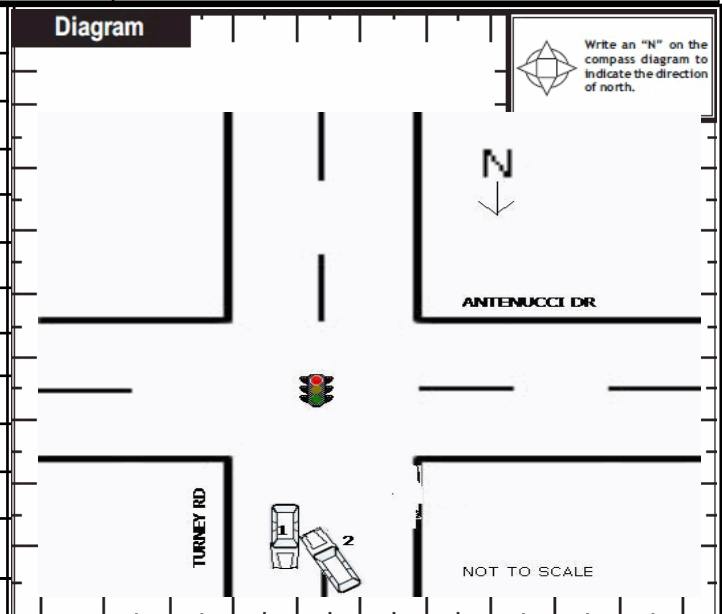 Diagram
Write an "N" on the
compass diagram to
indicate the direction
of north.
N
ANTENUCCI DR
TURNEY RD
1
2
NOT TO SCALE